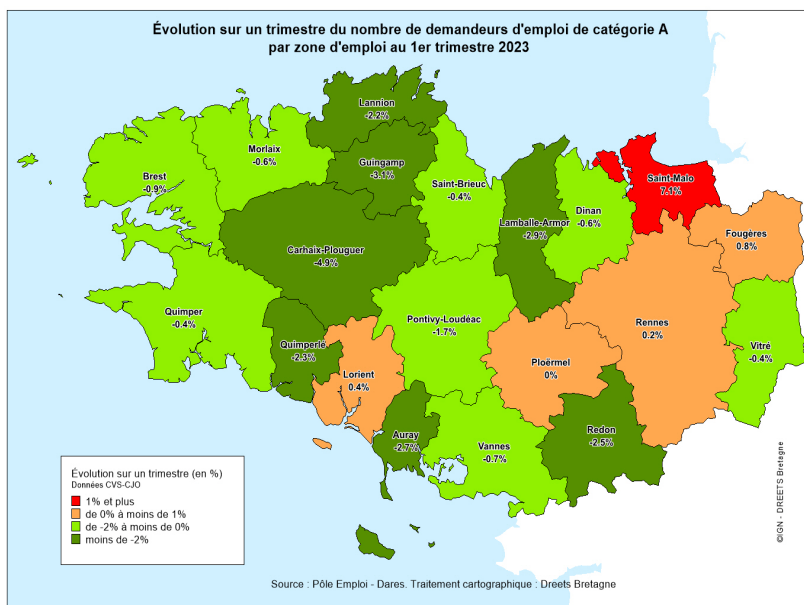 Évolution sur un trimestre du nombre de demandeurs d'emploi de catégorie A
par zone d'emploi au 1er trimestre 2023
Lannion
-2.2%
Morlaix
-0.6%
Guingamp
-3.1%
Brest
-0.9%
Saint-Brieuc
-0.4%
Saint-Malo
7.1%
Lamballe-Armor
-2.9%
Dinan
-0.6%
Fougères
0.8%
Carhaix-Plouguer
-4.9%
Quimper
-0.4%
Pontivy-Loudéac
-1.7%
Rennes
0.2%
Quimperlé
-2.3%
Vitré
-0.4%
Lorient
0.4%
Ploërmel
0%
Auray
-2.7%
Vannes
-0.7%
Redon
-2.5%
Évolution sur un trimestre (en %)
Données CVS-CJO
1% et plus
de 0% à moins de 1%
de -2% à moins de 0%
moins de -2%
©IGN - DREETS Bretagne
Source : Pôle Emploi - Dares. Traitement cartographique : Dreets Bretagne